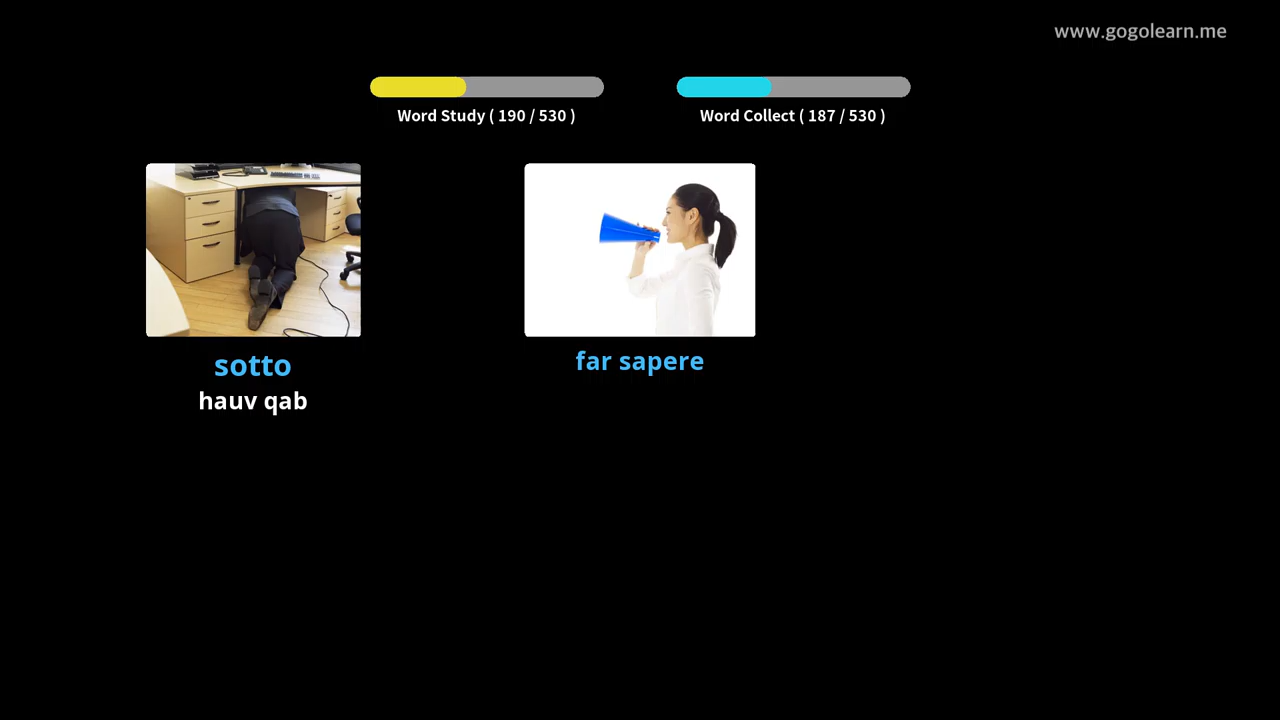 www.gogolearn.me
Word Study ( 190 / 530 )
Word Collect ( 187 / 530 )
sotto
hauv qab
far sapere